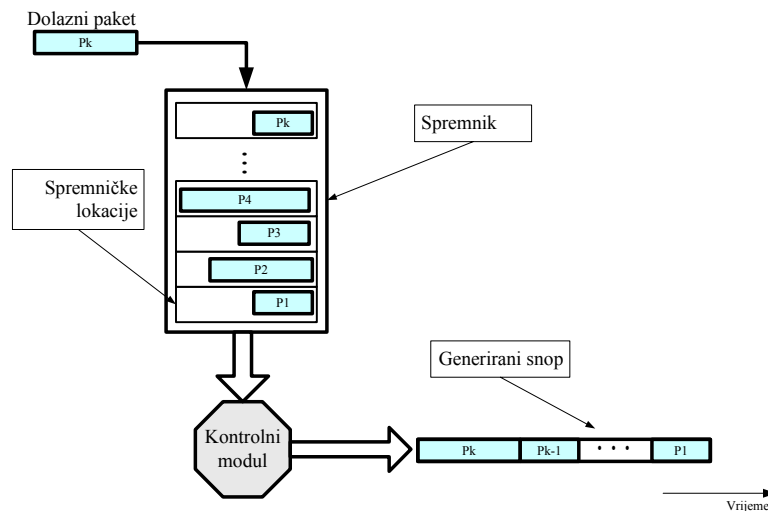 Dolazni paket
Pk
Pk
Spremnik
Spremničke
lokacije
P4
P3
P2
P1
Generirani snop
Kontrolni
modul
Pk Pk-1 • • • P1
Vrijeme